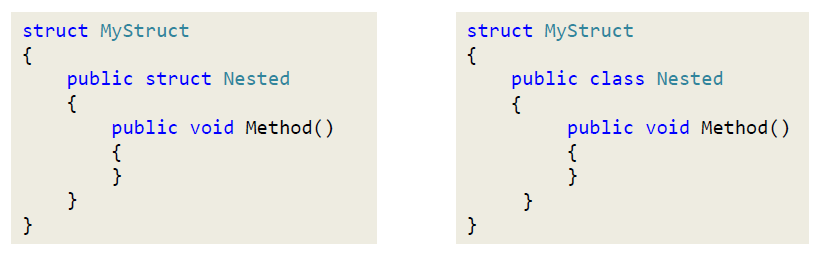 struct MyStruct
{
    public struct Nested
    {
        public void Method()
        {
        }
    }
}
struct MyStruct
{
    public class Nested
    {
         public void Method()
         {
         }
     }
}